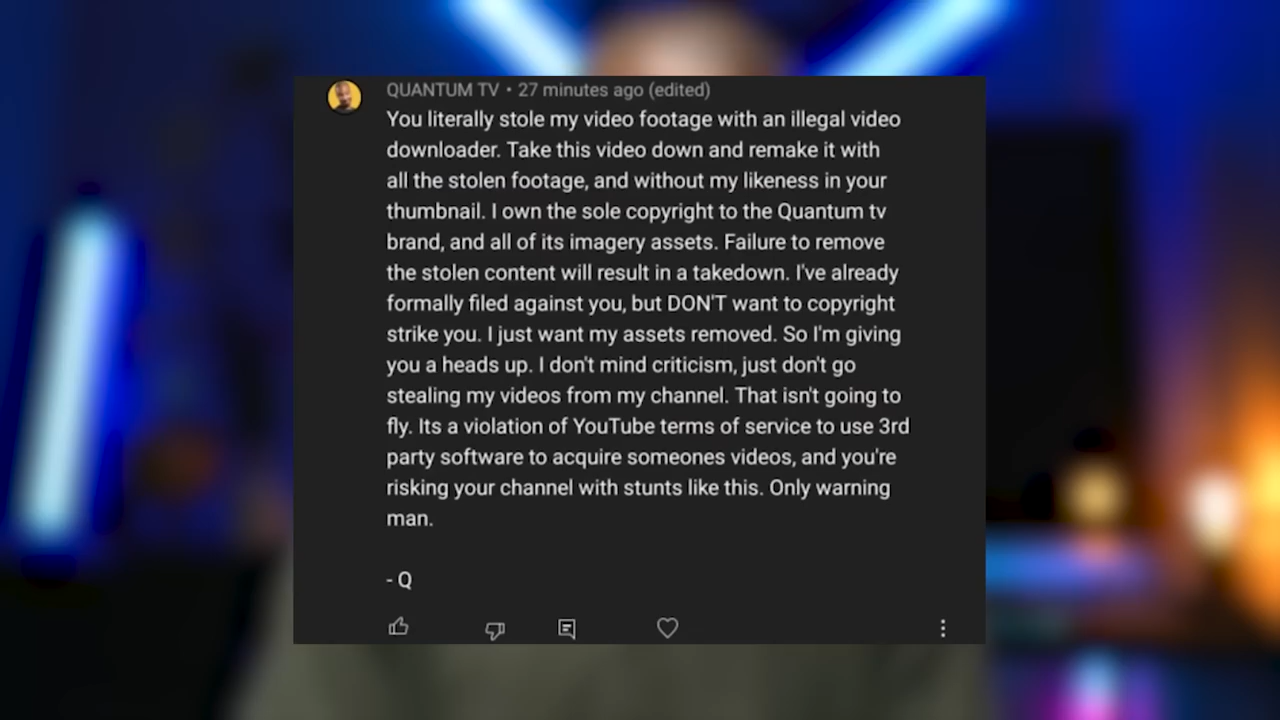 QUANTUM TV • 27 minutes ago (edited)
You literally stole my video footage with an illegal video
downloader. Take this video down and remake it with
all the stolen footage, and without my likeness in your
thumbnail. I own the sole copyright to the Quantum tv
brand, and all of its imagery assets. Failure to remove
the stolen content will result in a takedown. I've already
formally filed against you, but DON'T want to copyright
strike you. I just want my assets removed. So I'm giving
you a heads up. I don't mind criticism, just don't go
stealing my videos from my channel. That isn't going to
fly. Its a violation of YouTube terms of service to use 3rd
party software to acquire someones videos, and you're
risking your channel with stunts like this. Only warning
man.
- Q